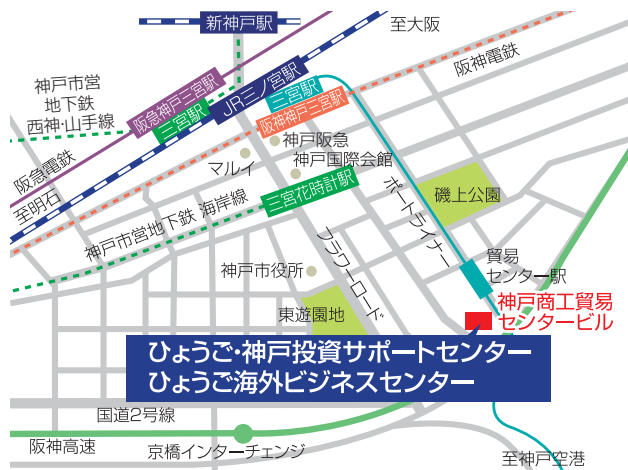 新神戸駅
至大阪
神戸市営
地下鉄
西神・山手線
阪急神戸三宮駅
三宮駅
JR三ノ宮駅
三宮駅
阪神神戸三宮駅
阪神電鉄
阪急電鉄
至明石
マルイ
神戸阪急
神戸国際会館
神戸市営地下鉄 海岸線
三宮花時計駅
ポートライナー
磯上公園
フラワーロード
神戸市役所
東遊園地
貿易
センター駅
神戸商工貿易
センタービル
ひょうご・神戸投資サポートセンター
ひょうご海外ビジネスセンター
国道2号線
阪神高速
京橋インターチェンジ
至神戸空港